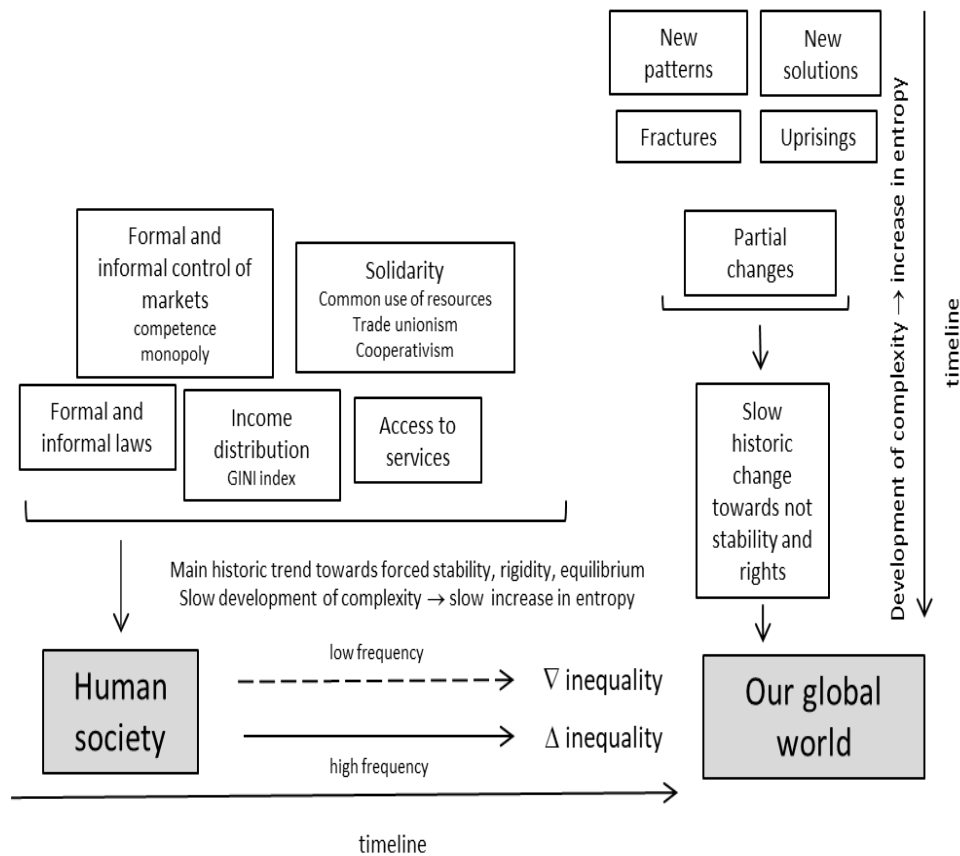 New
patterns
New
solutions
Fractures
Uprisings
Partial
changes
Slow
historic
change
towards not
stability and
rights
Development of complexity → increase in entropy
timeline
Formal and
informal control of
markets
competence
monopoly
Solidarity
Common use of resources
Trade unionism
Cooperativism
Formal and
informal laws
Income
distribution
GINI index
Access to
services
Main historic trend towards forced stability, rigidity, equilibrium
Slow development of complexity → slow increase in entropy
Human
society
low frequency
∇ inequality
Δ inequality
high frequency
Our global
world
timeline